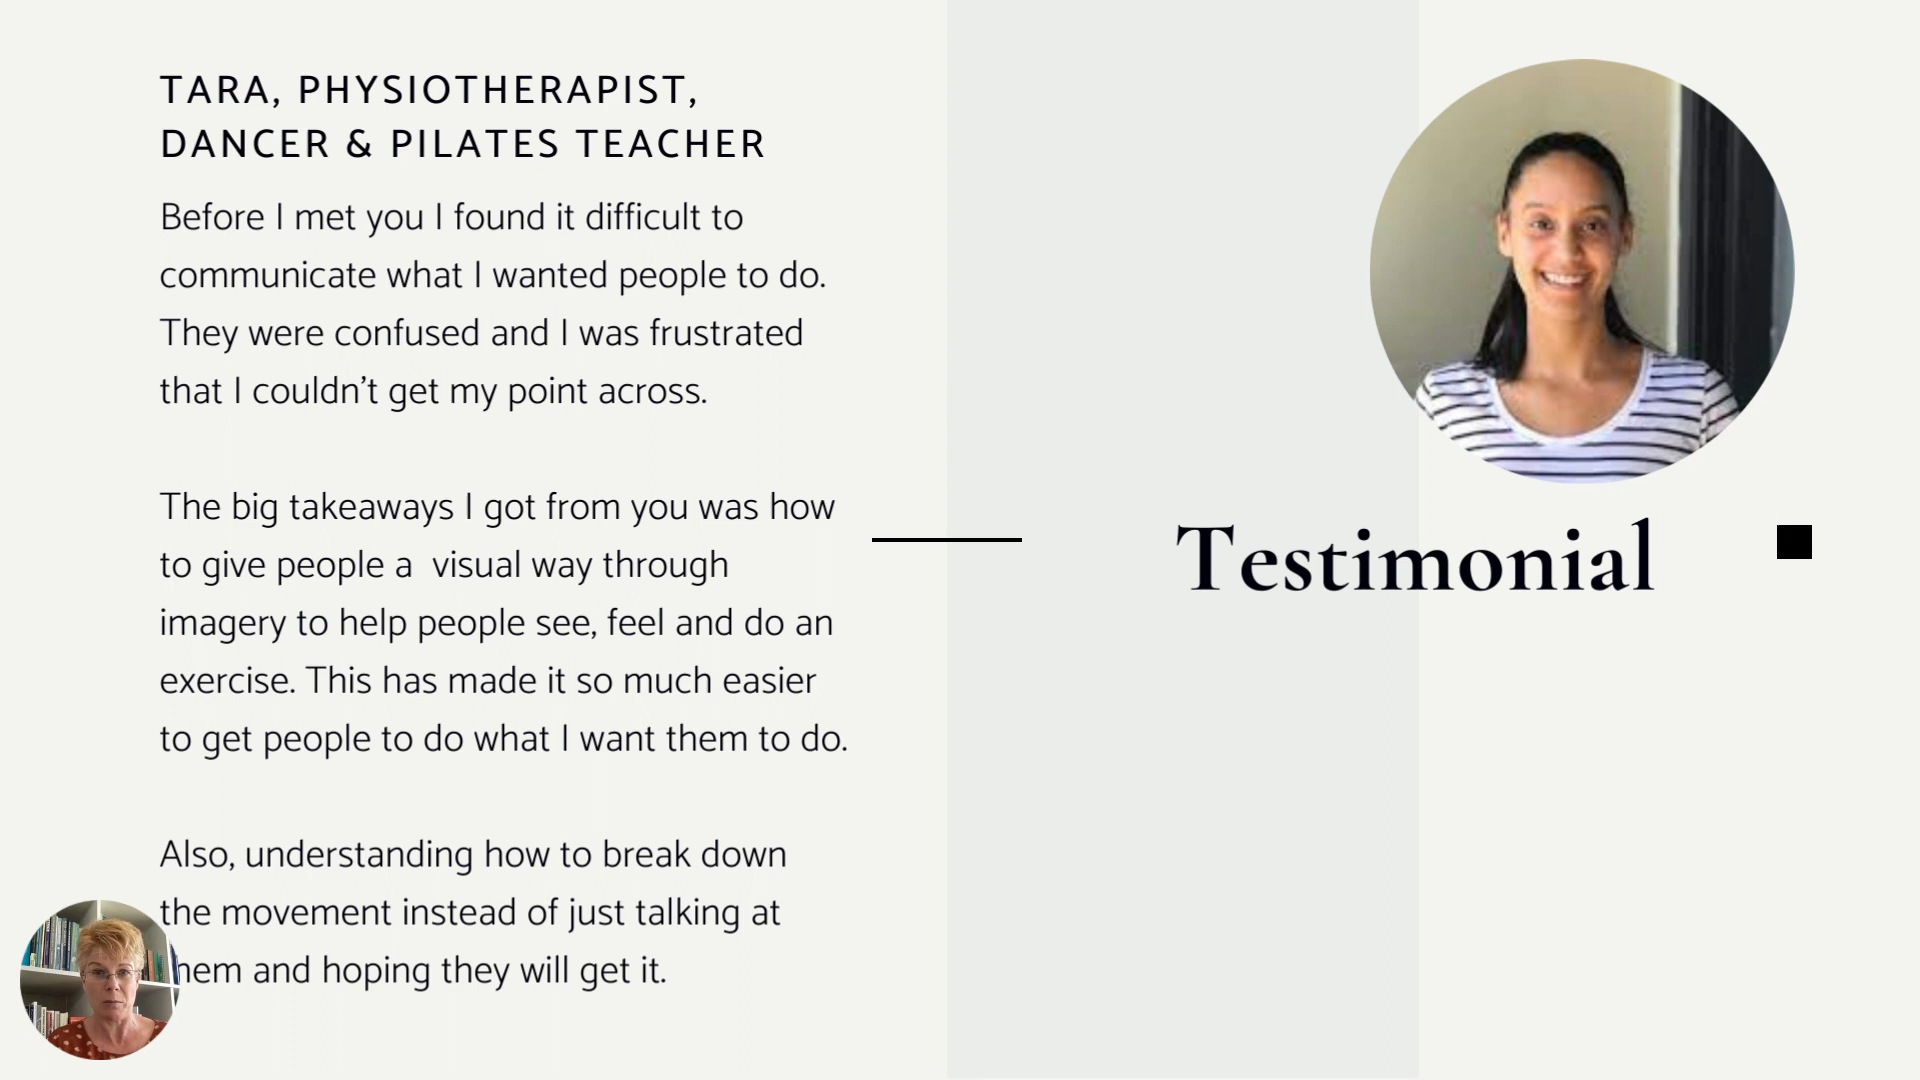 TARA, PHYSIOTHERAPIST,
DANCER & PILATES TEACHER
Before I met you I found it difficult to
communicate what I wanted people to do.
They were confused and I was frustrated
that I couldn’t get my point across.
The big takeaways I got from you was how
to give people a  visual way through
imagery to help people see, feel and do an
exercise. This has made it so much easier
to get people to do what I want them to do.
Also, understanding how to break down
the movement instead of just talking at
them and hoping they will get it.
Testimonial